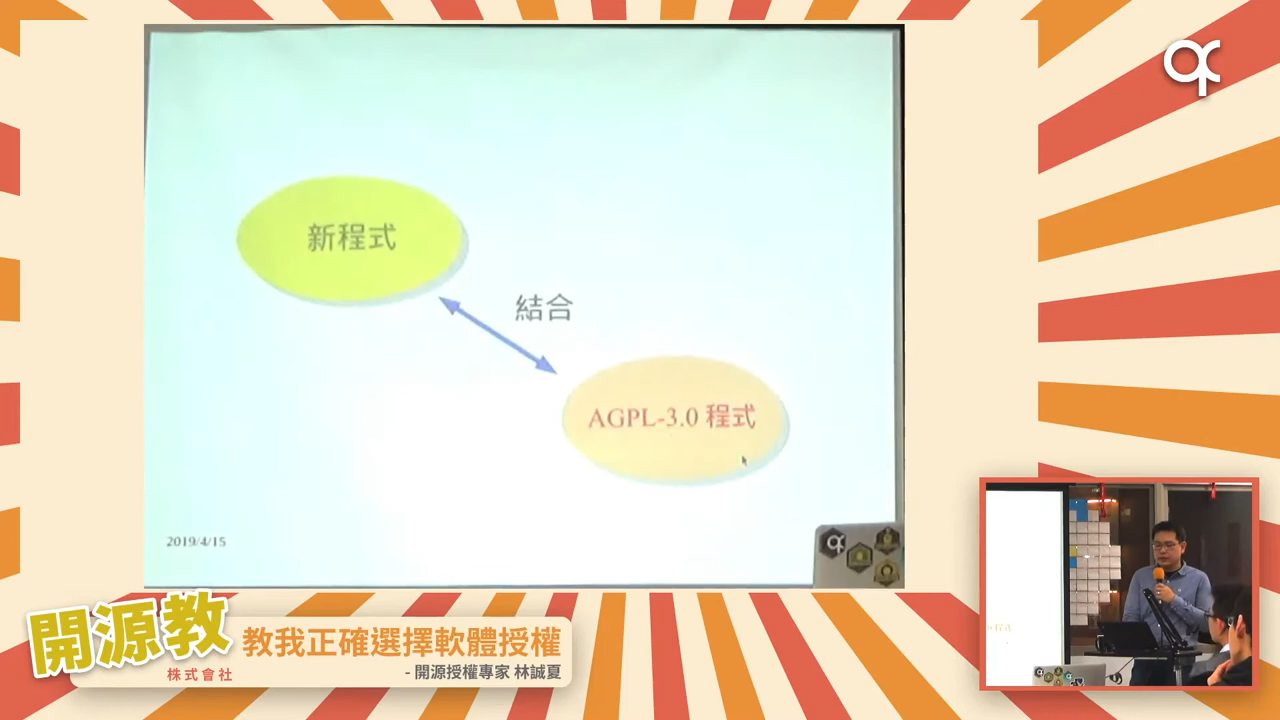 新程式
結合
AGPL-3.0 程式
2019/4/15
開源教
株式會社
教我正確選擇軟體授權
- 開源授權專家 林誠夏
程式